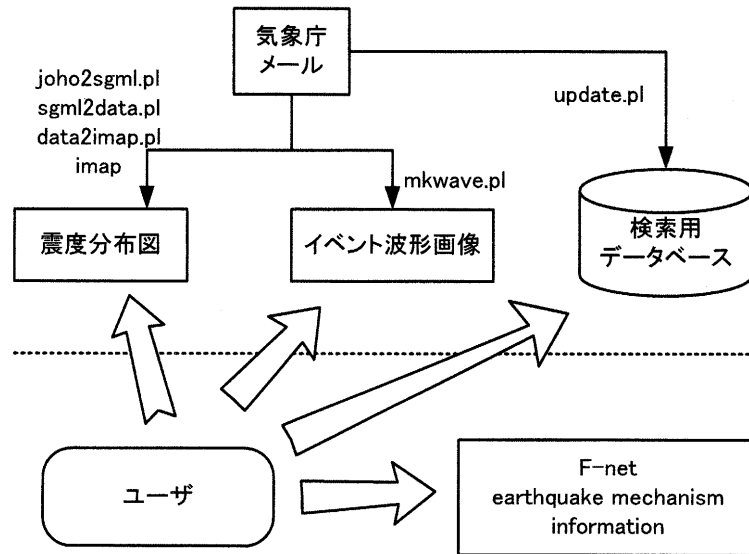 気象庁
メール
joho2sgml.pl
sgml2data.pl
data2imap.pl
imap
update.pl
mkwave.pl
震度分布図
イベント波形画像
検索用
データベース
ユーザ
F-net
earthquake mechanism
information